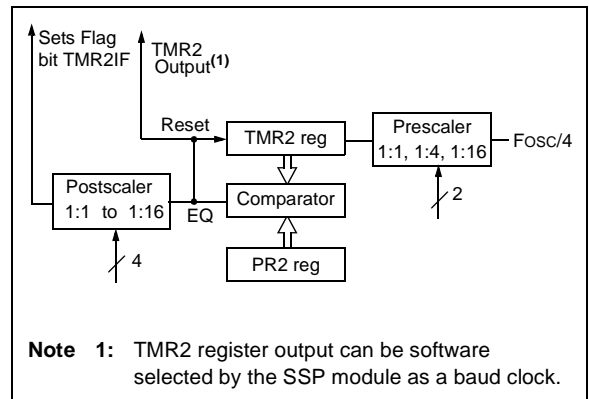 Sets Flag
bit TMR2IF
TMR2
Output(1)
Reset
TMR2 reg
Prescaler
1:1, 1:4, 1:16
FOSC/4
2
Postscaler
1:1 to 1:16
EQ
Comparator
4
PR2 reg
Note 1: TMR2 register output can be software
selected by the SSP module as a baud clock.